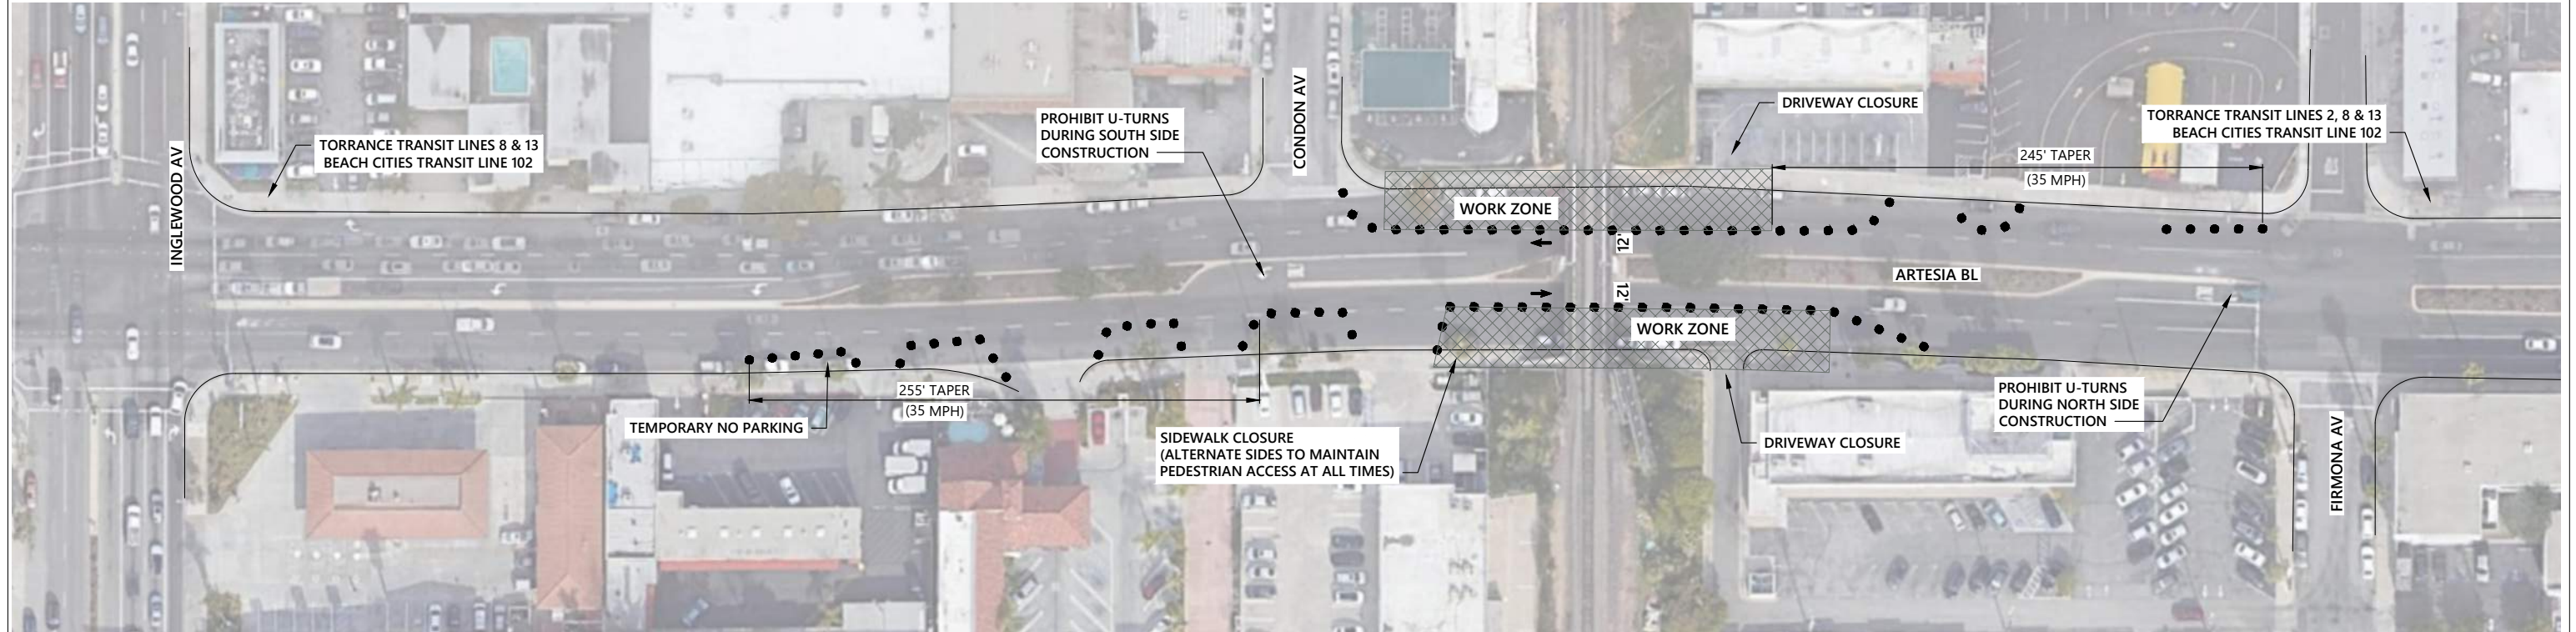 INGLEWOOD AV
TORRANCE TRANSIT LINES 8 & 13
BEACH CITIES TRANSIT LINE 102
PROHIBIT U-TURNS
DURING SOUTH SIDE
CONSTRUCTION
CONDON AV
DRIVEWAY CLOSURE
TORRANCE TRANSIT LINES 2, 8 & 13
BEACH CITIES TRANSIT LINE 102
245' TAPER
(35 MPH)
WORK ZONE
12'
ARTESIA BL
12'
WORK ZONE
255' TAPER
(35 MPH)
TEMPORARY NO PARKING
SIDEWALK CLOSURE
(ALTERNATE SIDES TO MAINTAIN
PEDESTRIAN ACCESS AT ALL TIMES)
DRIVEWAY CLOSURE
PROHIBIT U-TURNS
DURING NORTH SIDE
CONSTRUCTION
FIRMONA AV